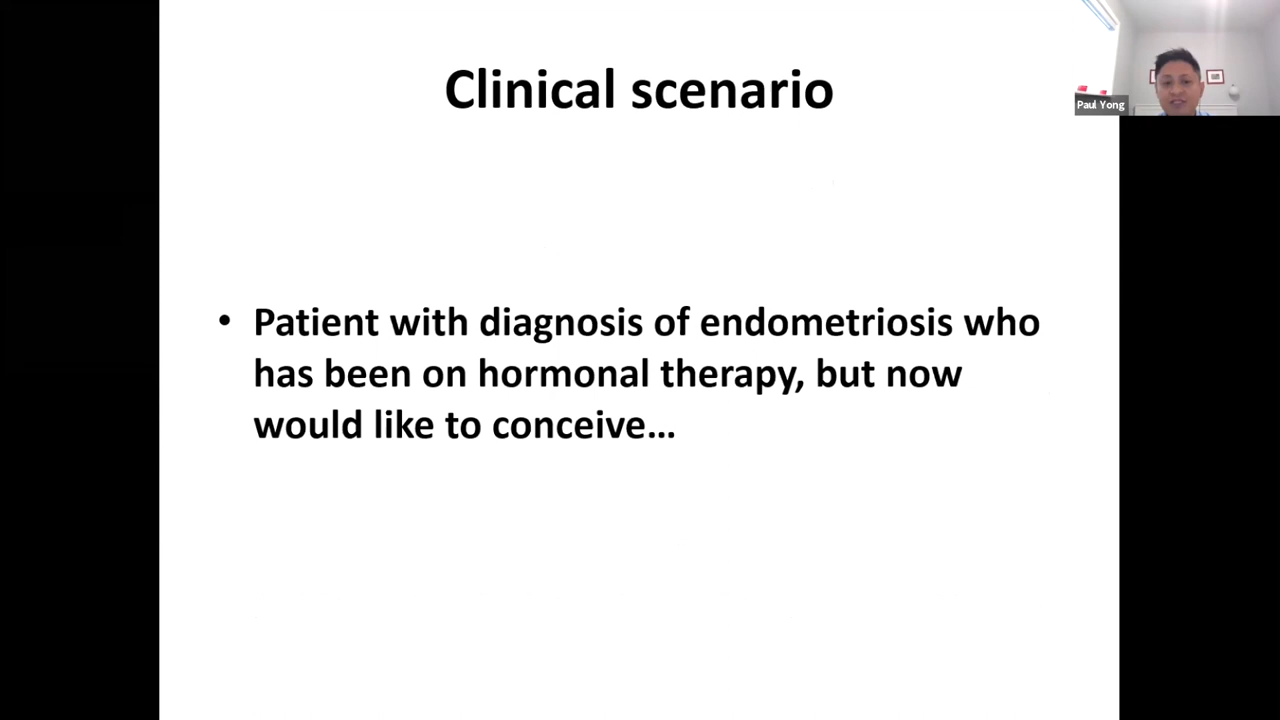 Clinical scenario
Paul Yong
• Patient with diagnosis of endometriosis who
has been on hormonal therapy, but now
would like to conceive…